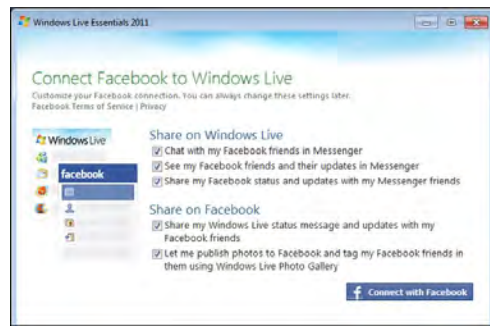 Windows Live Essentials 2011
Connect Facebook to Windows Live
Customize your Facebook connection. You can always change these settings later.
Facebook Terms of Service | Privacy
Windows Live
facebook
Share on Windows Live
Chat with my Facebook friends in Messenger
See my Facebook friends and their updates in Messenger
Share my Facebook status and updates with my Messenger friends
Share on Facebook
Share my Windows Live status message and updates with my
Facebook friends
Let me publish photos to Facebook and tag my Facebook friends in
them using Windows Live Photo Gallery
f Connect with Facebook